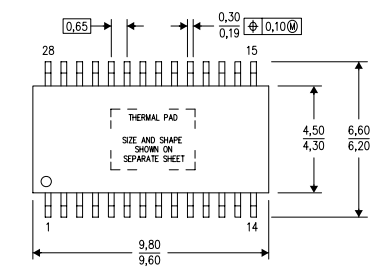 0,65
0,30
0,19
⌖ 0,10 Ⓜ
28
15
THERMAL PAD
SIZE AND SHAPE
SHOWN ON
SEPARATE SHEET
4,50
4,30
6,60
6,20
1
14
9,80
9,60